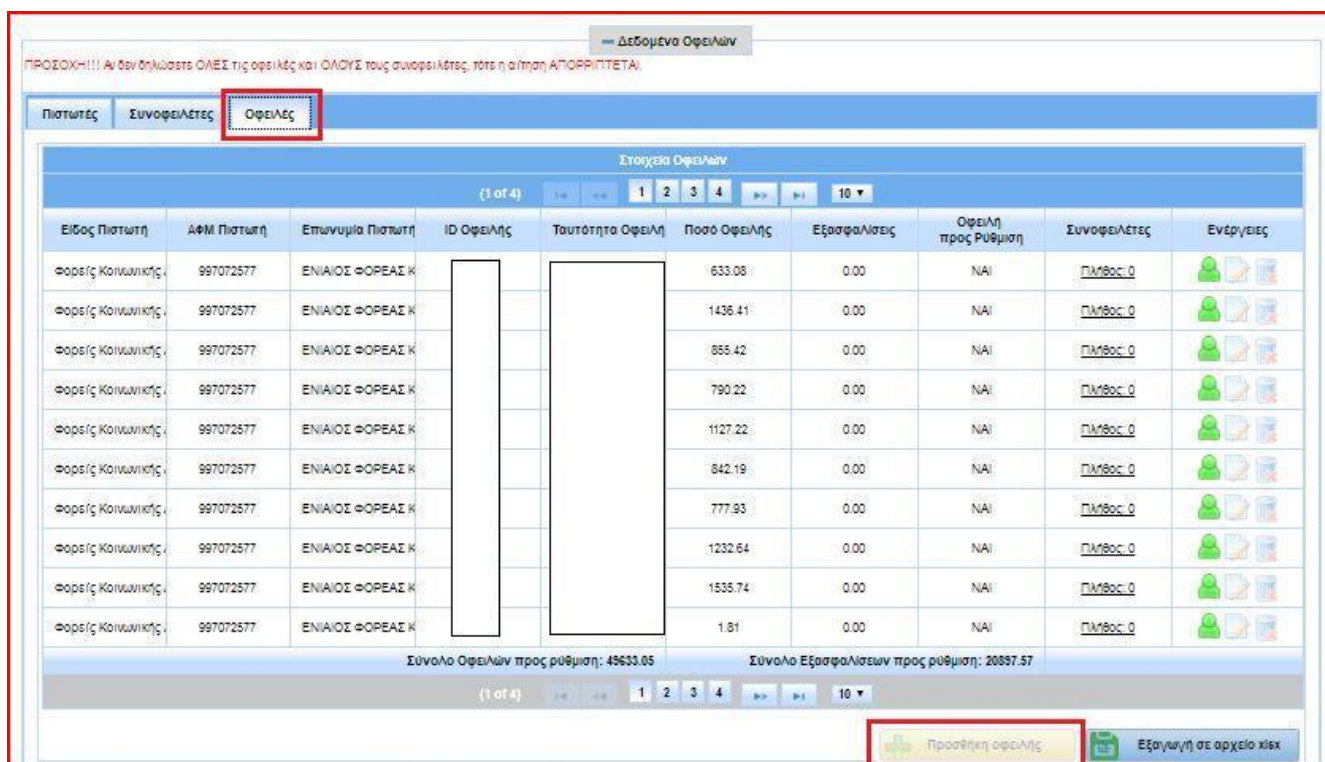 Δεδομένα Οφειλών
ΠΡΟΣΟΧΗ!!! Αν δεν δηλώσετε ΟΛΕΣ τις οφειλές και ΟΛΟΥΣ τους συνοφειλέτες, τότε η αίτηση ΑΠΟΡΡΙΠΤΕΤΑΙ.
Πιστωτές Συνοφειλέτες Οφειλές
Στοιχεία Οφειλών
(1 of 4) 1 2 3 4 10
Είδος Πιστωτή ΑΦΜ Πιστωτή Επωνυμία Πιστωτή ID Οφειλής Ταυτότητα Οφειλή Ποσό Οφειλής Εξασφαλίσεις Οφειλή προς Ρύθμιση Συνοφειλέτες Ενέργειες
Φορείς Κοινωνικής 997072577 ΕΝΙΑΙΟΣ ΦΟΡΕΑΣ Κ 633.08 0.00 ΝΑΙ Πλήθος: 0
Φορείς Κοινωνικής 997072577 ΕΝΙΑΙΟΣ ΦΟΡΕΑΣ Κ 1436.41 0.00 ΝΑΙ Πλήθος: 0
Φορείς Κοινωνικής 997072577 ΕΝΙΑΙΟΣ ΦΟΡΕΑΣ Κ 855.42 0.00 ΝΑΙ Πλήθος: 0
Φορείς Κοινωνικής 997072577 ΕΝΙΑΙΟΣ ΦΟΡΕΑΣ Κ 790.22 0.00 ΝΑΙ Πλήθος: 0
Φορείς Κοινωνικής 997072577 ΕΝΙΑΙΟΣ ΦΟΡΕΑΣ Κ 1127.22 0.00 ΝΑΙ Πλήθος: 0
Φορείς Κοινωνικής 997072577 ΕΝΙΑΙΟΣ ΦΟΡΕΑΣ Κ 842.19 0.00 ΝΑΙ Πλήθος: 0
Φορείς Κοινωνικής 997072577 ΕΝΙΑΙΟΣ ΦΟΡΕΑΣ Κ 777.93 0.00 ΝΑΙ Πλήθος: 0
Φορείς Κοινωνικής 997072577 ΕΝΙΑΙΟΣ ΦΟΡΕΑΣ Κ 1232.64 0.00 ΝΑΙ Πλήθος: 0
Φορείς Κοινωνικής 997072577 ΕΝΙΑΙΟΣ ΦΟΡΕΑΣ Κ 1535.74 0.00 ΝΑΙ Πλήθος: 0
Φορείς Κοινωνικής 997072577 ΕΝΙΑΙΟΣ ΦΟΡΕΑΣ Κ 1.81 0.00 ΝΑΙ Πλήθος: 0
Σύνολο Οφειλών προς ρύθμιση: 49633.05 Σύνολο Εξασφαλίσεων προς ρύθμιση: 20897.57
(1 of 4) 1 2 3 4 10
Προσθήκη οφειλής Εξαγωγή σε αρχείο xlsx